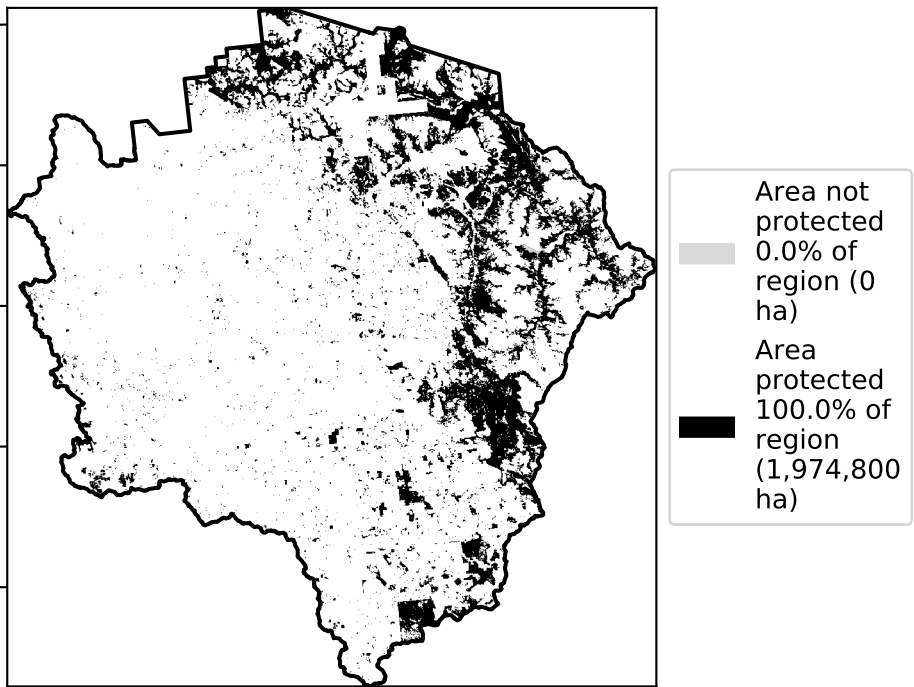 Area not
protected
0.0% of
region (0
ha)
Area
protected
100.0% of
region
(1,974,800
ha)